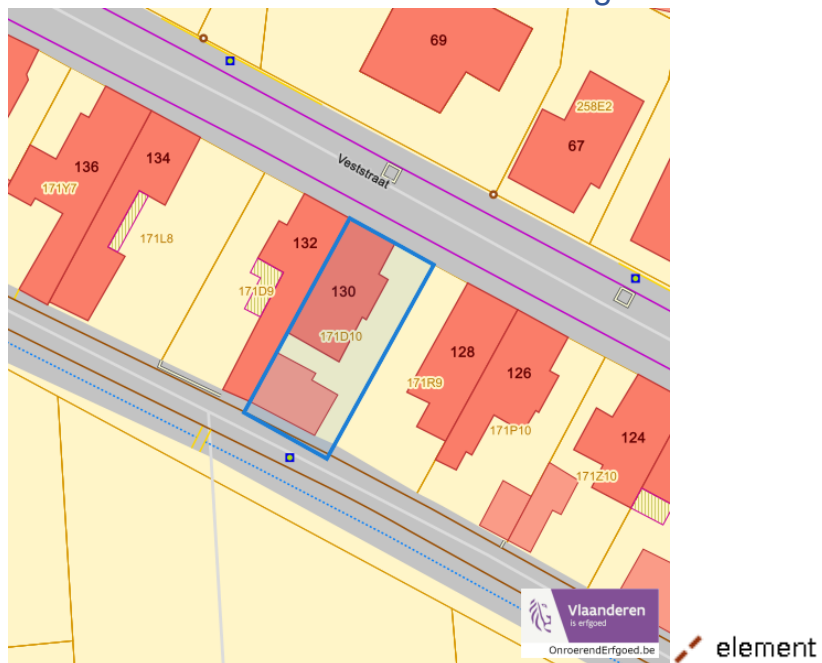 69
258E2
67
136
134
Veststraat
171Y7
171L8
132
171D9
130
171D10
128
126
171R9
171P10
124
171Z10
Vlaanderen
is erfgoed
OnroerendErfgoed.be
element